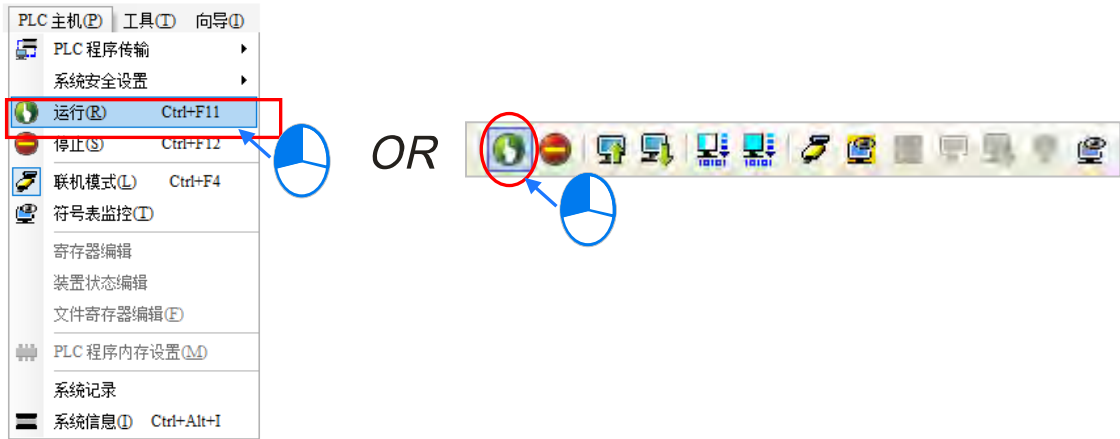 PLC 主机(P) 工具(T) 向导(I)
PLC 程序传输
系统安全设置
运行(R) Ctrl+F11
停止(S) Ctrl+F12
联机模式(L) Ctrl+F4
符号表监控(T)
寄存器编辑
装置状态编辑
文件寄存器编辑(F)
PLC 程序内存设置(M)
系统记录
系统信息(I) Ctrl+Alt+I
OR
1010 1010